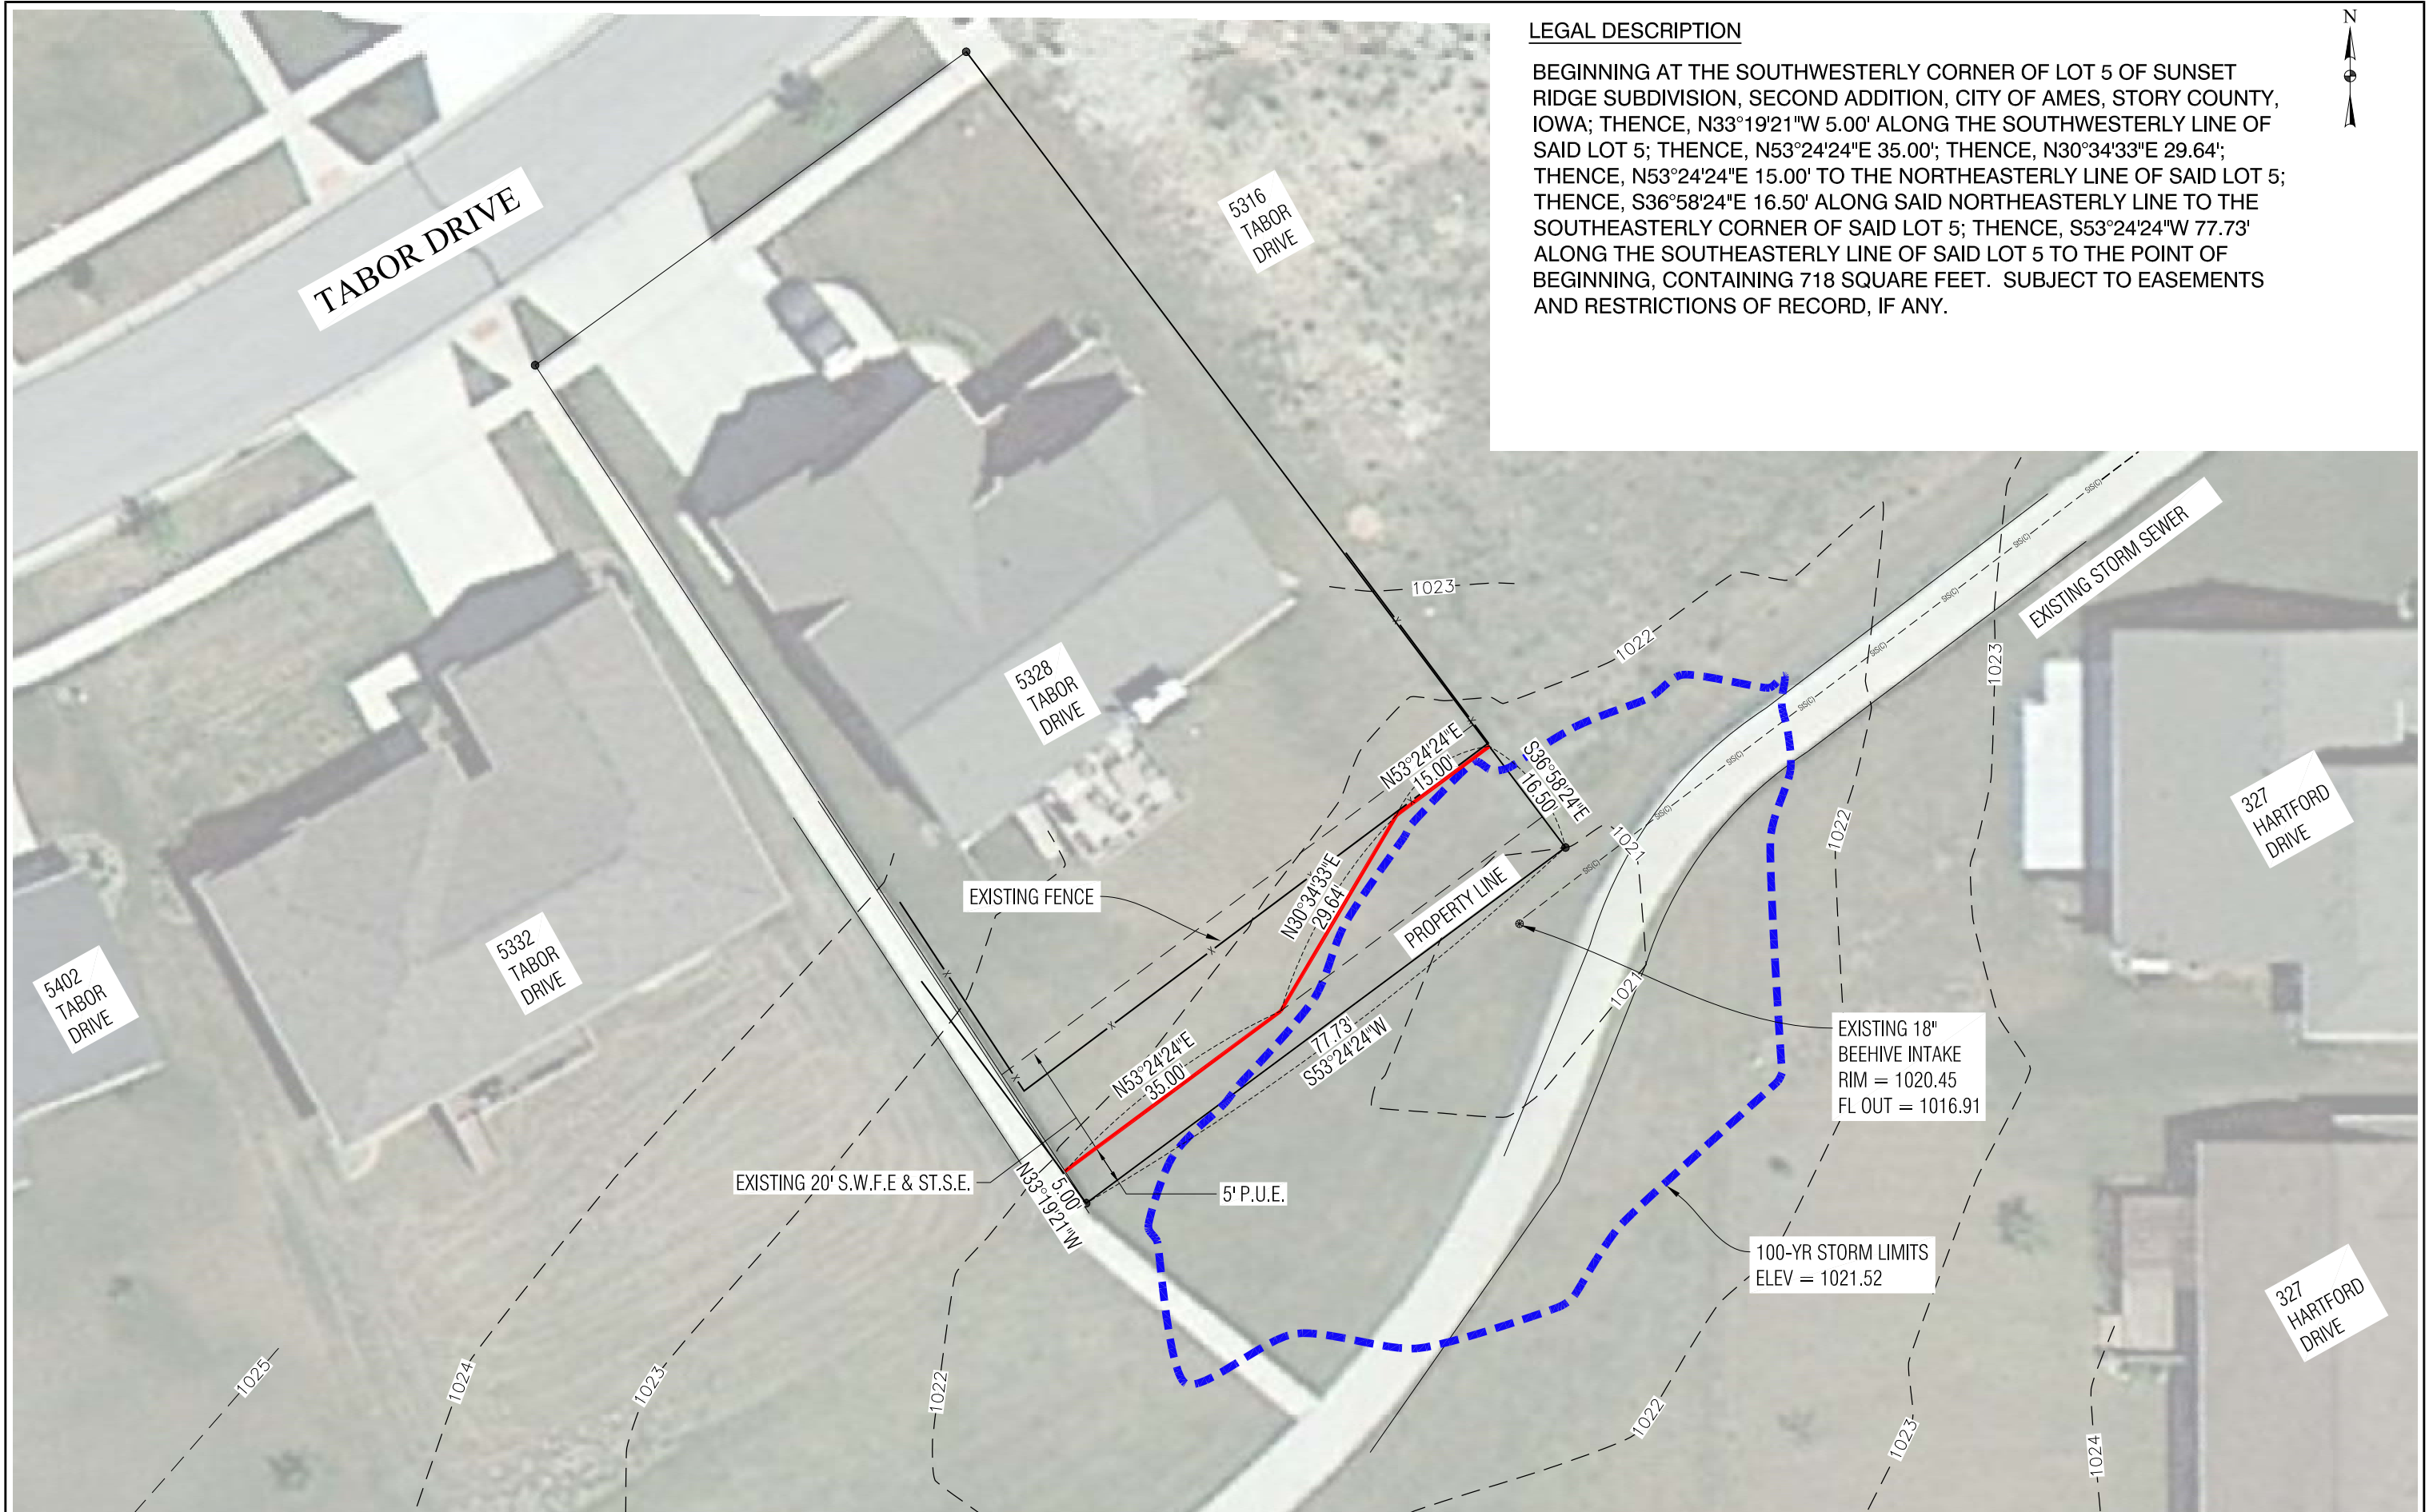 LEGAL DESCRIPTION
BEGINNING AT THE SOUTHWESTERLY CORNER OF LOT 5 OF SUNSET
RIDGE SUBDIVISION, SECOND ADDITION, CITY OF AMES, STORY COUNTY,
IOWA; THENCE, N33°19'21"W 5.00' ALONG THE SOUTHWESTERLY LINE OF
SAID LOT 5; THENCE, N53°24'24"E 35.00'; THENCE, N30°34'33"E 29.64';
THENCE, N53°24'24"E 15.00' TO THE NORTHEASTERLY LINE OF SAID LOT 5;
THENCE, S36°58'24"E 16.50' ALONG SAID NORTHEASTERLY LINE TO THE
SOUTHEASTERLY CORNER OF SAID LOT 5; THENCE, S53°24'24"W 77.73'
ALONG THE SOUTHEASTERLY LINE OF SAID LOT 5 TO THE POINT OF
BEGINNING, CONTAINING 718 SQUARE FEET. SUBJECT TO EASEMENTS
AND RESTRICTIONS OF RECORD, IF ANY.
N
TABOR DRIVE
5316
TABOR
DRIVE
EXISTING STORM SEWER
StS(C)
StS(C)
StS(C)
StS(C)
StS(C)
StS(C)
StS(C)
StS(C)
1023
1022
1023
5328
TABOR
DRIVE
N53°24'24"E
15.00'
S36°58'24"E
16.50'
327
HARTFORD
DRIVE
1022
1021
EXISTING FENCE
N30°34'33"E
29.64'
PROPERTY LINE
5332
TABOR
DRIVE
5402
TABOR
DRIVE
1021
EXISTING 18"
BEEHIVE INTAKE
RIM = 1020.45
FL OUT = 1016.91
N53°24'24"E
35.00'
77.73'
S53°24'24"W
EXISTING 20' S.W.F.E & ST.S.E.
5.00'
N33°19'21"W
5' P.U.E.
100-YR STORM LIMITS
ELEV = 1021.52
327
HARTFORD
DRIVE
1025
1024
1023
1022
1022
1023
1024